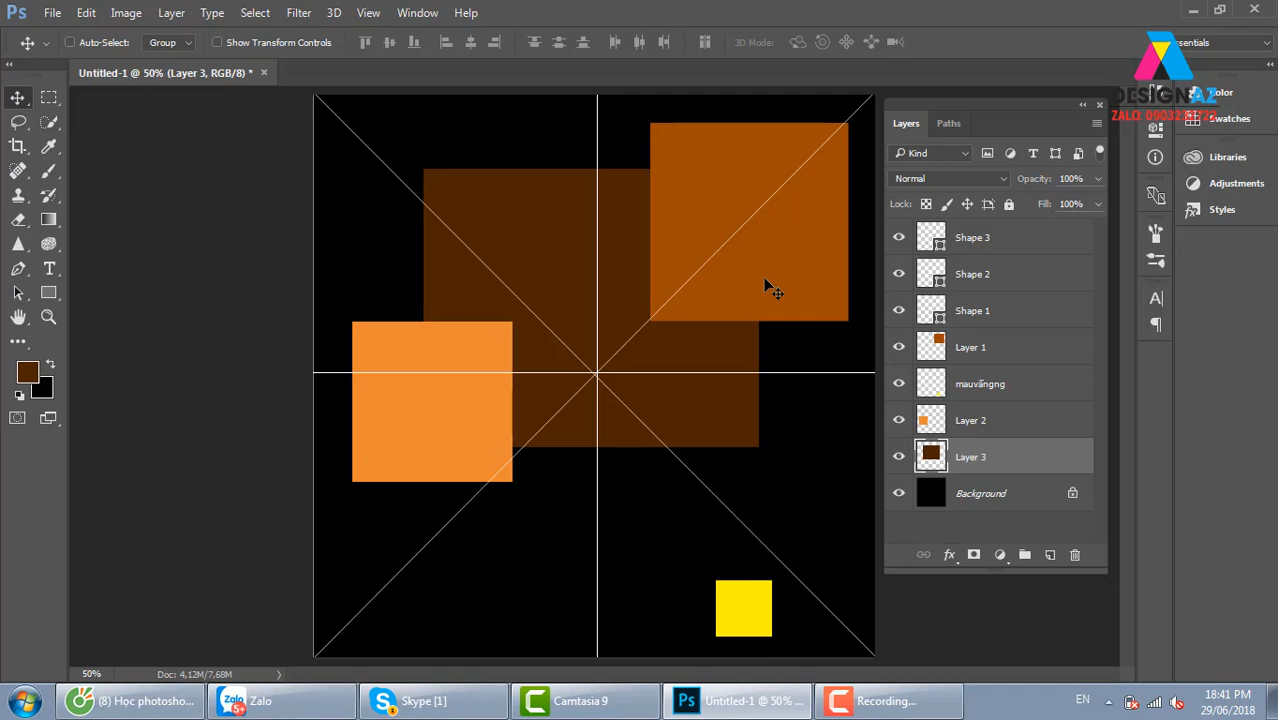 Ps File Edit Image Layer Type Select Filter 3D View Window Help
Auto-Select: Group Show Transform Controls 3D Mode: Essentials
Untitled-1 @ 50% (Layer 3, RGB/8) *
DESIGNAZ
ZALO:
Layers Paths
Kind
Normal Opacity: 100%
Lock: Fill: 100%
Shape 3
Shape 2
Shape 1
Layer 1
mauvãngng
Layer 2
Layer 3
Background
Color
Swatches
Libraries
Adjustments
Styles
50% Doc: 4,12M/7,68M
(8) Hoc photosho...
Zalo
Skype [1]
Camtasia 9
Untitled-1 @ 50% ...
Recording...
EN
18:41 PM
29/06/2018